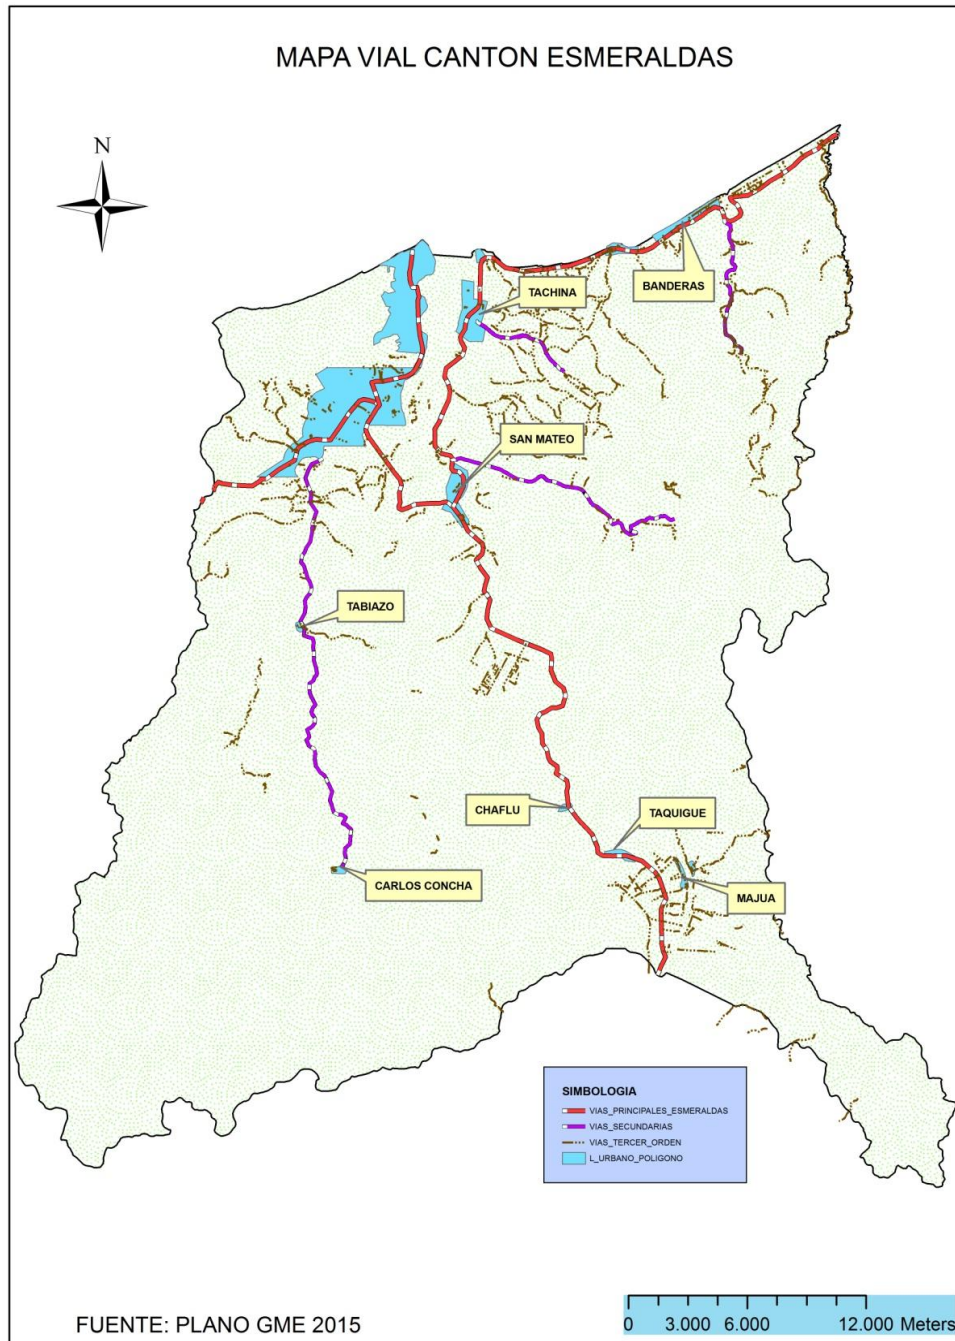 MAPA VIAL CANTON ESMERALDAS
N
TACHINA
BANDERAS
SAN MATEO
TABIAZO
CHAFLU
TAQUIGUE
CARLOS CONCHA
MAJUA
SIMBOLOGIA
VIAS_PRINCIPALES_ESMERALDAS
VIAS_SECUNDARIAS
VIAS_TERCER_ORDEN
L_URBANO_POLIGONO
FUENTE: PLANO GME 2015
0 3.000 6.000 12.000 Meters